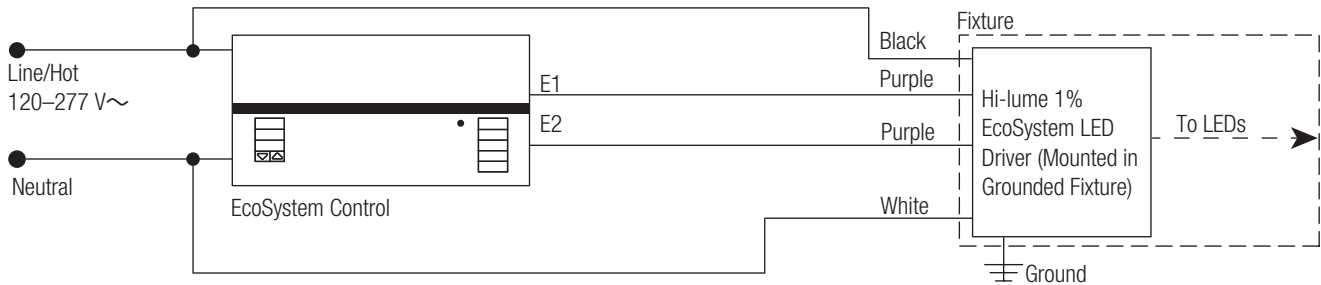 Line/Hot
120–277 V～
Neutral
EcoSystem Control
E1
E2
Black
Purple
Purple
White
Fixture
Hi-lume 1%
EcoSystem LED
Driver (Mounted in
Grounded Fixture)
To LEDs
Ground